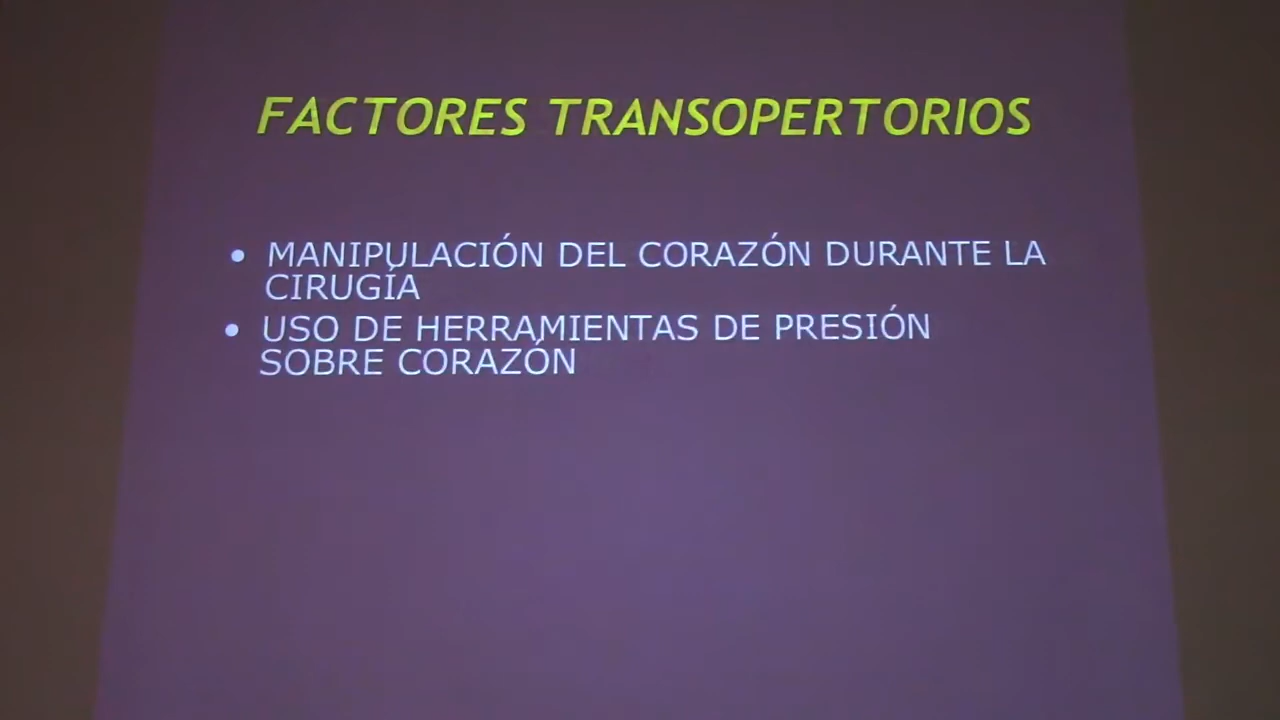 FACTORES TRANSOPERTORIOS
• MANIPULACIÓN DEL CORAZÓN DURANTE LA
CIRUGÍA
• USO DE HERRAMIENTAS DE PRESIÓN
SOBRE CORAZÓN